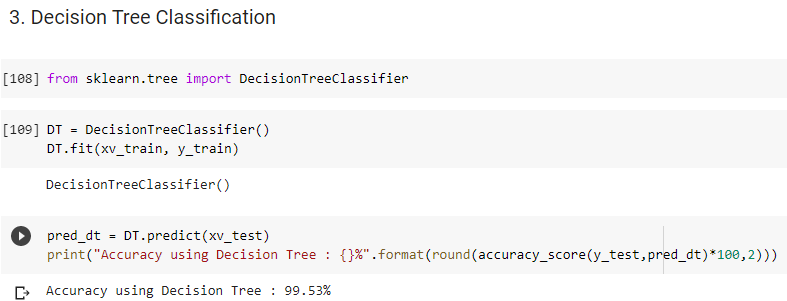 3. Decision Tree Classification
[108] from sklearn.tree import DecisionTreeClassifier
[109] DT = DecisionTreeClassifier()
DT.fit(xv_train, y_train)
DecisionTreeClassifier()
pred_dt = DT.predict(xv_test)
print("Accuracy using Decision Tree : {}%".format(round(accuracy_score(y_test,pred_dt)*100,2)))
Accuracy using Decision Tree : 99.53%